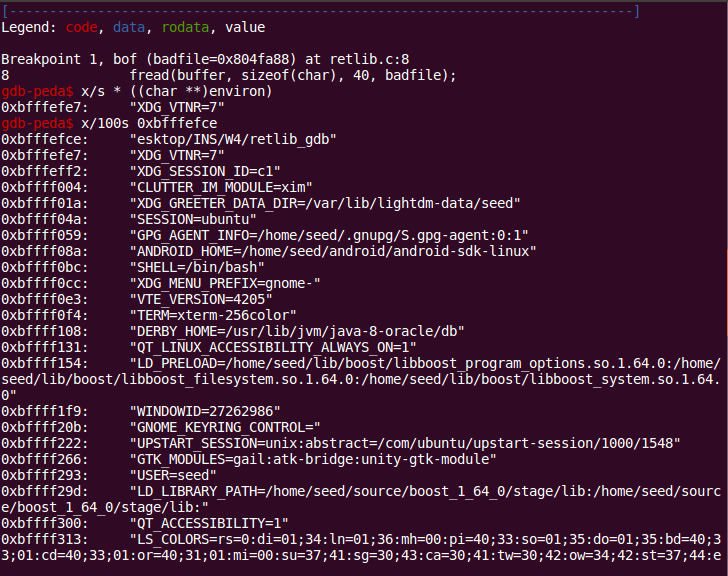 [------------------------------------------------------------------------------]
Legend: code, data, rodata, value

Breakpoint 1, bof (badfile=0x804fa88) at retlib.c:8
8               fread(buffer, sizeof(char), 40, badfile);
gdb-peda$ x/s * ((char **)environ)
0xbfffefe7:     "XDG_VTNR=7"
gdb-peda$ x/100s 0xbfffefce
0xbfffefce:     "esktop/INS/W4/retlib_gdb"
0xbfffefe7:     "XDG_VTNR=7"
0xbfffeff2:     "XDG_SESSION_ID=c1"
0xbffff004:     "CLUTTER_IM_MODULE=xim"
0xbffff01a:     "XDG_GREETER_DATA_DIR=/var/lib/lightdm-data/seed"
0xbffff04a:     "SESSION=ubuntu"
0xbffff059:     "GPG_AGENT_INFO=/home/seed/.gnupg/S.gpg-agent:0:1"
0xbffff08a:     "ANDROID_HOME=/home/seed/android/android-sdk-linux"
0xbffff0bc:     "SHELL=/bin/bash"
0xbffff0cc:     "XDG_MENU_PREFIX=gnome-"
0xbffff0e3:     "VTE_VERSION=4205"
0xbffff0f4:     "TERM=xterm-256color"
0xbffff108:     "DERBY_HOME=/usr/lib/jvm/java-8-oracle/db"
0xbffff131:     "QT_LINUX_ACCESSIBILITY_ALWAYS_ON=1"
0xbffff154:     "LD_PRELOAD=/home/seed/lib/boost/libboost_program_options.so.1.64.0:/home/
seed/lib/boost/libboost_filesystem.so.1.64.0:/home/seed/lib/boost/libboost_system.so.1.64.
0"
0xbffff1f9:     "WINDOWID=27262986"
0xbffff20b:     "GNOME_KEYRING_CONTROL="
0xbffff222:     "UPSTART_SESSION=unix:abstract=/com/ubuntu/upstart-session/1000/1548"
0xbffff266:     "GTK_MODULES=gail:atk-bridge:unity-gtk-module"
0xbffff293:     "USER=seed"
0xbffff29d:     "LD_LIBRARY_PATH=/home/seed/source/boost_1_64_0/stage/lib:/home/seed/sourc
e/boost_1_64_0/stage/lib:"
0xbffff300:     "QT_ACCESSIBILITY=1"
0xbffff313:     "LS_COLORS=rs=0:di=01;34:ln=01;36:mh=00:pi=40;33:so=01;35:do=01;35:bd=40;3
3;01:cd=40;33;01:or=40;31;01:mi=00:su=37;41:sg=30;43:ca=30;41:tw=30;42:ow=34;42:st=37;44:e